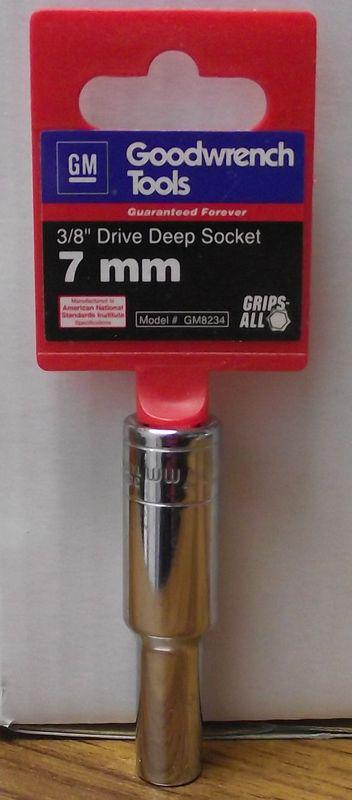 GM
Goodwrench
Tools
Guaranteed Forever
3/8" Drive Deep Socket
7 mm
Manufactured to
American National
Standards Institute
Specifications
Model # GM8234
GRIPS-
ALL
MM